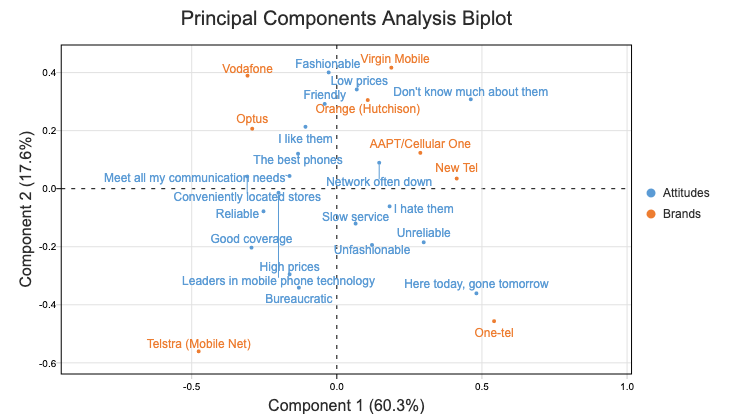 Principal Components Analysis Biplot
Component 2 (17.6%)
0.4
0.2
0.0
-0.2
-0.4
-0.6
Fashionable
Virgin Mobile
Vodafone
Low prices
Don't know much about them
Friendly
Orange (Hutchison)
Optus
I like them
AAPT/Cellular One
The best phones
New Tel
Meet all my communication needs
Network often down
Conveniently located stores
Reliable
I hate them
Slow service
Unreliable
Good coverage
Unfashionable
High prices
Leaders in mobile phone technology
Here today, gone tomorrow
Bureaucratic
One-tel
Telstra (Mobile Net)
-0.5
0.0
0.5
1.0
Component 1 (60.3%)
Attitudes
Brands